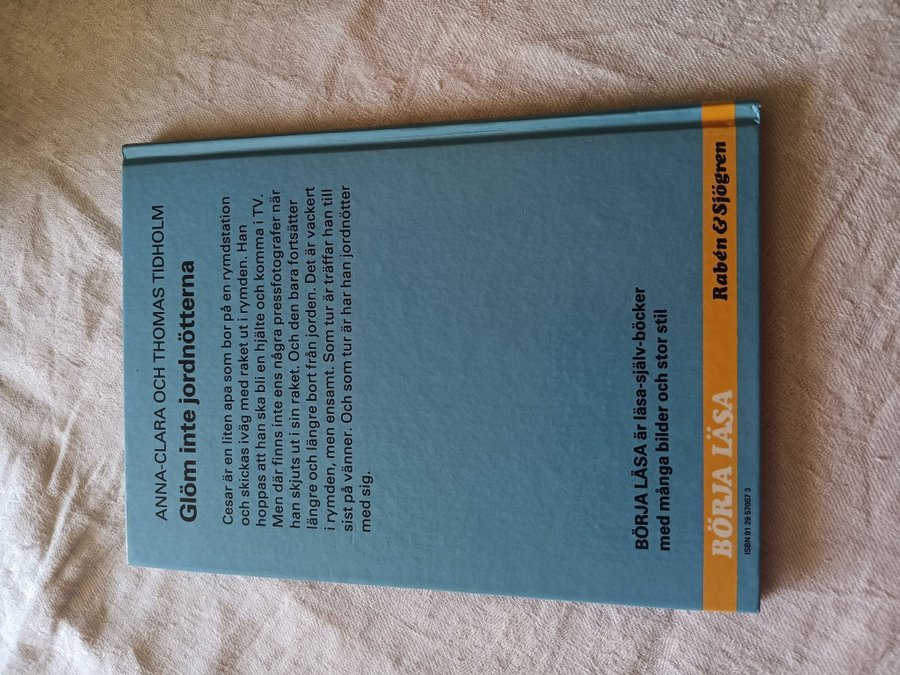 ANNA-CLARA OCH THOMAS TIDHOLM
Glöm inte jordnötterna
Cesar är en liten apa som bor på en rymdstation
och skickas iväg med raket ut i rymden. Han
hoppas att han ska bli en hjälte och komma i TV.
Men där finns inte ens några pressfotografer när
han skjuts ut i sin raket. Och den bara fortsätter
längre och längre bort från jorden. Det är vackert
i rymden, men ensamt. Som tur är träffar han till
sist på vänner. Och som tur är har han jordnötter
med sig.
BÖRJA LÄSA är läsa-själv-böcker
med många bilder och stor stil
BÖRJA LÄSA Rabén & Sjögren
ISBN 91 29 57057 3